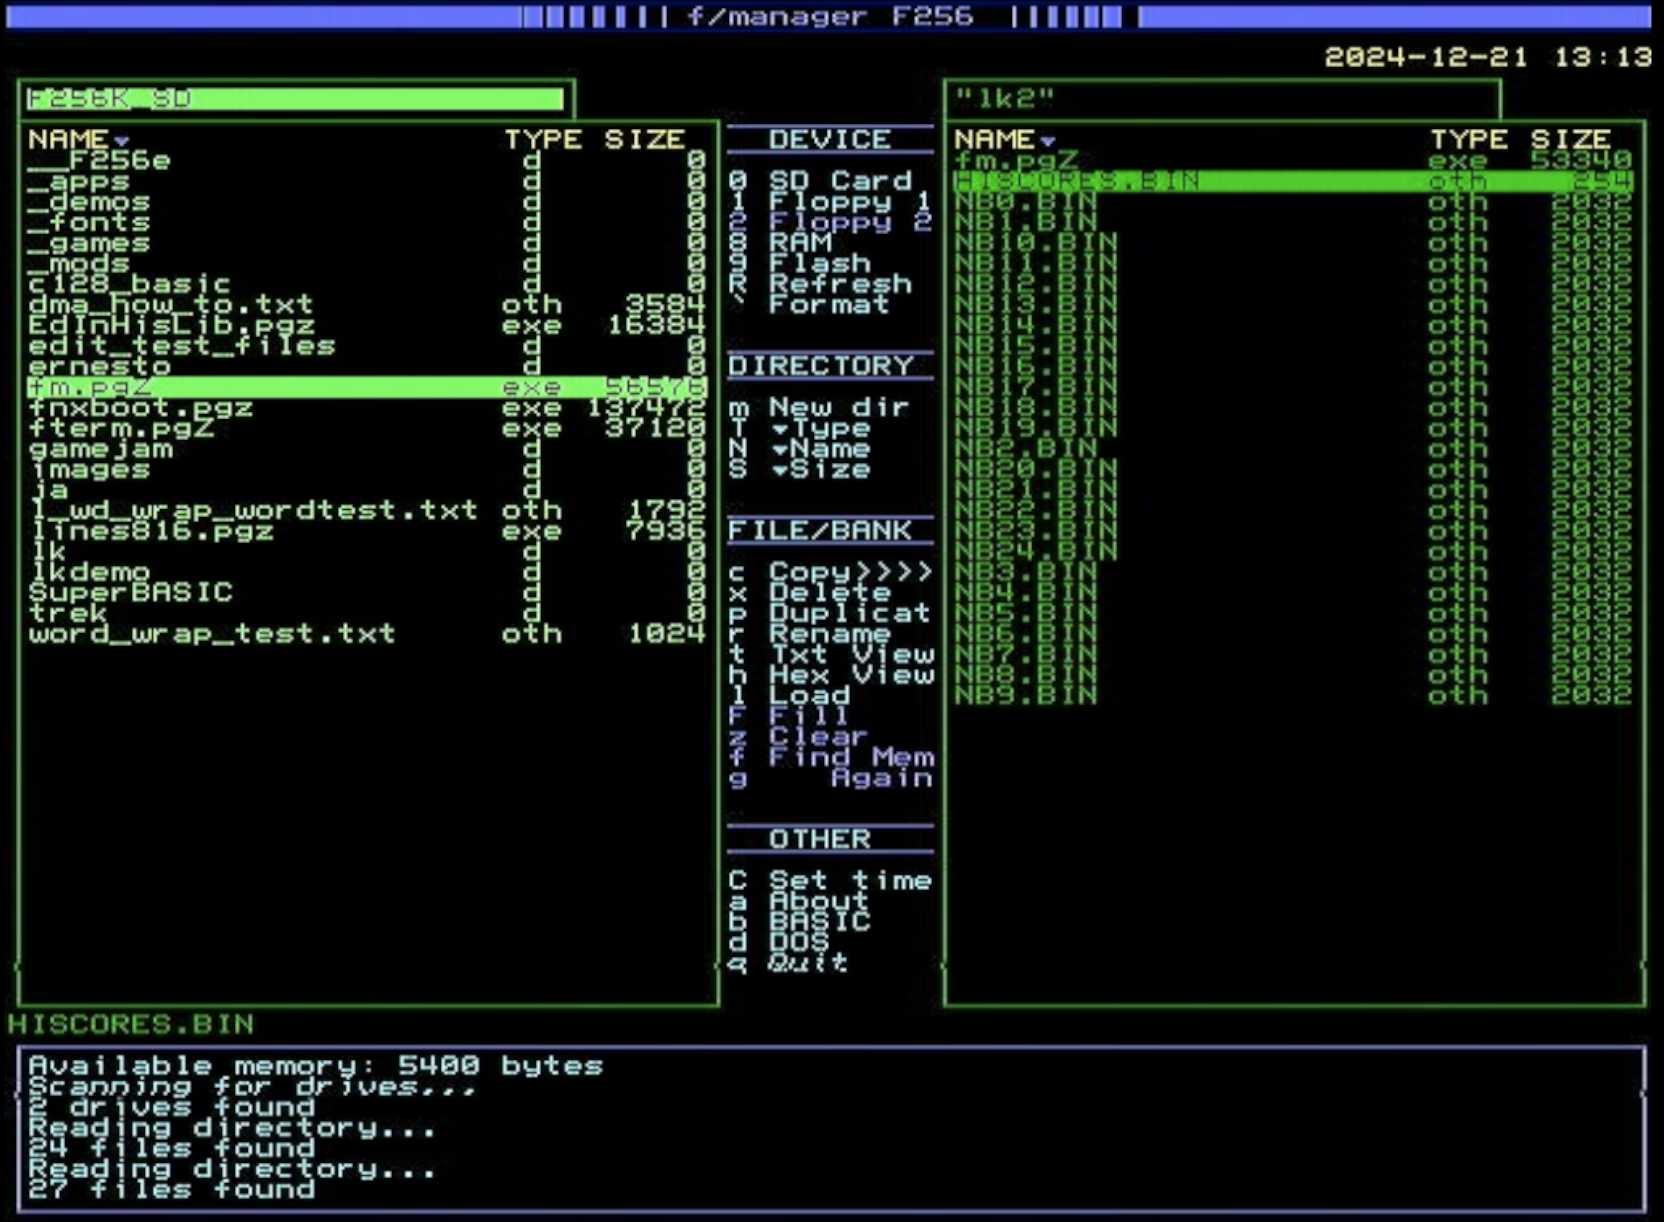 f/manager F256
2024-12-21 13:13
F256K_SD
NAME TYPE SIZE
__F256e d 0
_apps d 0
_demos d 0
_fonts d 0
_games d 0
_mods d 0
c128_basic d 0
dma_how_to.txt oth 3584
EdInHisLib.pgz exe 16384
edit_test_files d 0
ernesto d 0
fm.pgZ exe 56578
fnxboot.pgz exe 137472
fterm.pgZ exe 37120
gamejam d 0
images d 0
ja d 0
l_wd_wrap_wordtest.txt oth 1792
lines816.pgz exe 7936
lk d 0
lkdemo d 0
SuperBASIC d 0
trek d 0
word_wrap_test.txt oth 1024
DEVICE
0 SD Card
1 Floppy 1
2 Floppy 2
8 RAM
9 Flash
R Refresh
` Format
DIRECTORY
m New dir
T Type
N Name
S Size
FILE/BANK
c Copy>>>>
x Delete
p Duplicat
r Rename
t Txt View
h Hex View
l Load
F Fill
z Clear
f Find Mem
g Again
OTHER
C Set time
a About
b BASIC
d DOS
q Quit
"lk2"
NAME TYPE SIZE
fm.pgZ exe 53340
HISCORES.BIN oth 354
NB0.BIN oth 2032
NB1.BIN oth 2032
NB10.BIN oth 2032
NB11.BIN oth 2032
NB12.BIN oth 2032
NB13.BIN oth 2032
NB14.BIN oth 2032
NB15.BIN oth 2032
NB16.BIN oth 2032
NB17.BIN oth 2032
NB18.BIN oth 2032
NB19.BIN oth 2032
NB2.BIN oth 2032
NB20.BIN oth 2032
NB21.BIN oth 2032
NB22.BIN oth 2032
NB23.BIN oth 2032
NB24.BIN oth 2032
NB3.BIN oth 2032
NB4.BIN oth 2032
NB5.BIN oth 2032
NB6.BIN oth 2032
NB7.BIN oth 2032
NB8.BIN oth 2032
NB9.BIN oth 2032
HISCORES.BIN
Available memory: 5400 bytes
Scanning for drives...
2 drives found
Reading directory...
24 files found
Reading directory...
27 files found